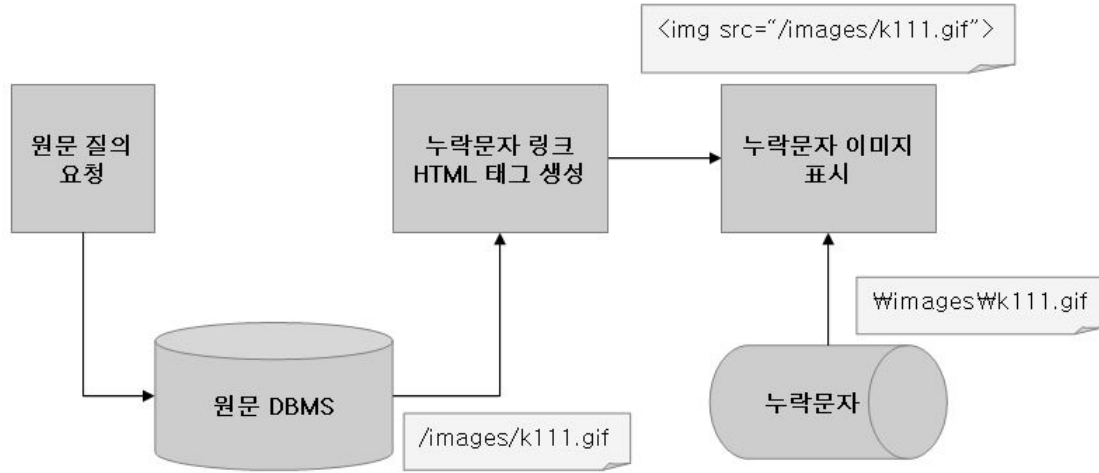 <img src="/images/k111.gif">
원문 질의
요청
누락문자 링크
HTML 태그 생성
누락문자 이미지
표시
₩images₩k111.gif
원문 DBMS
/images/k111.gif
누락문자